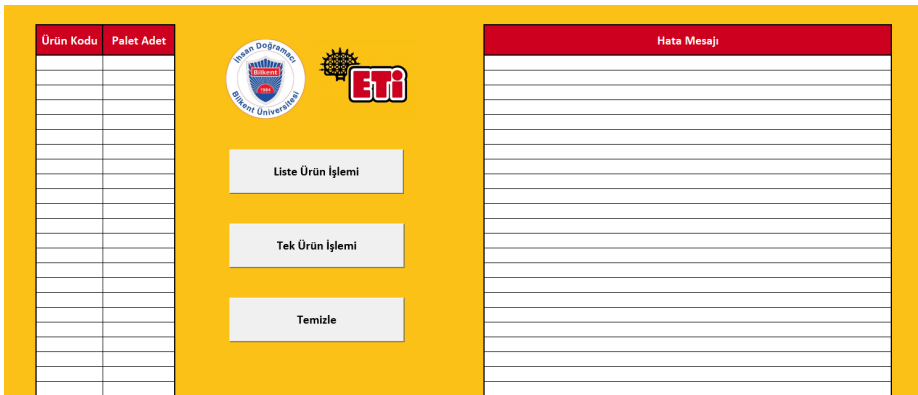 Ürün Kodu Palet Adet
İhsan Doğramacı
Bilkent
1984
Bilkent Üniversitesi
ETi
Liste Ürün İşlemi
Tek Ürün İşlemi
Temizle
Hata Mesajı